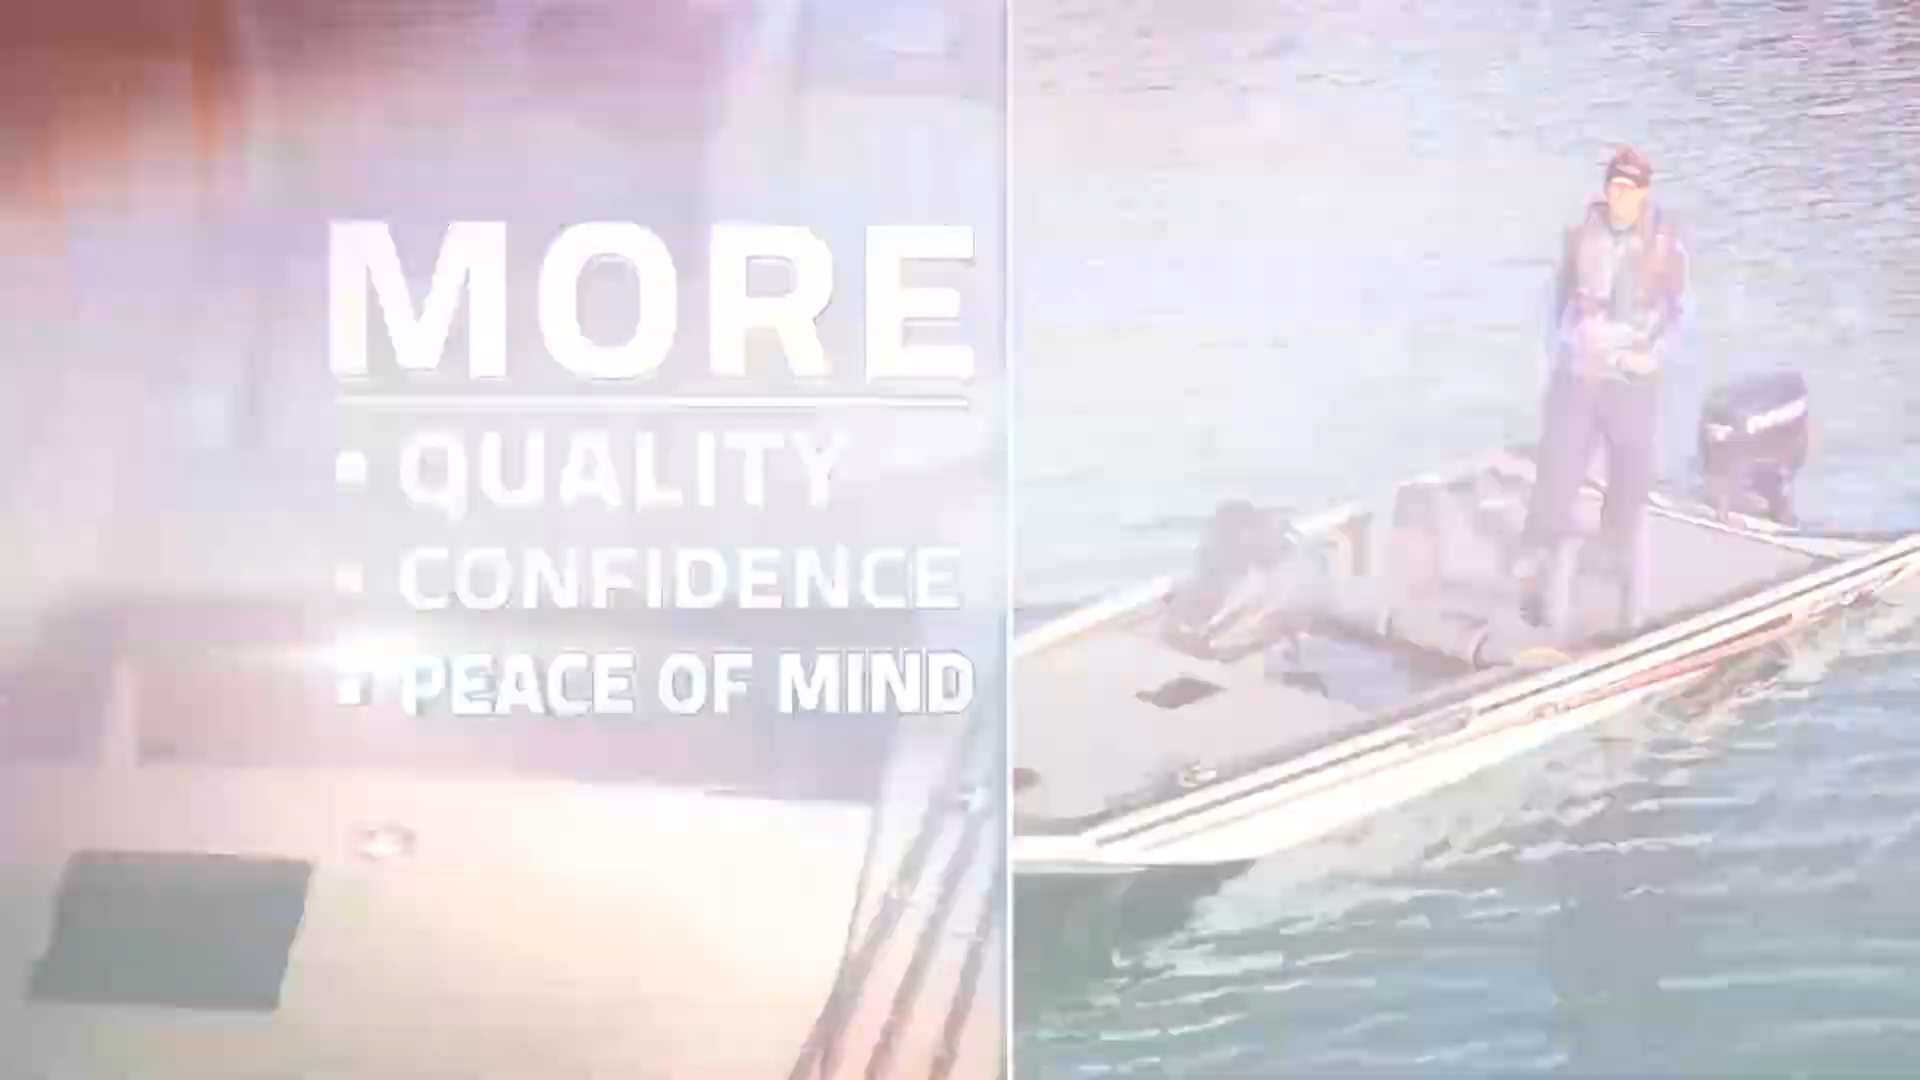 MORE
• QUALITY
• CONFIDENCE
• PEACE OF MIND